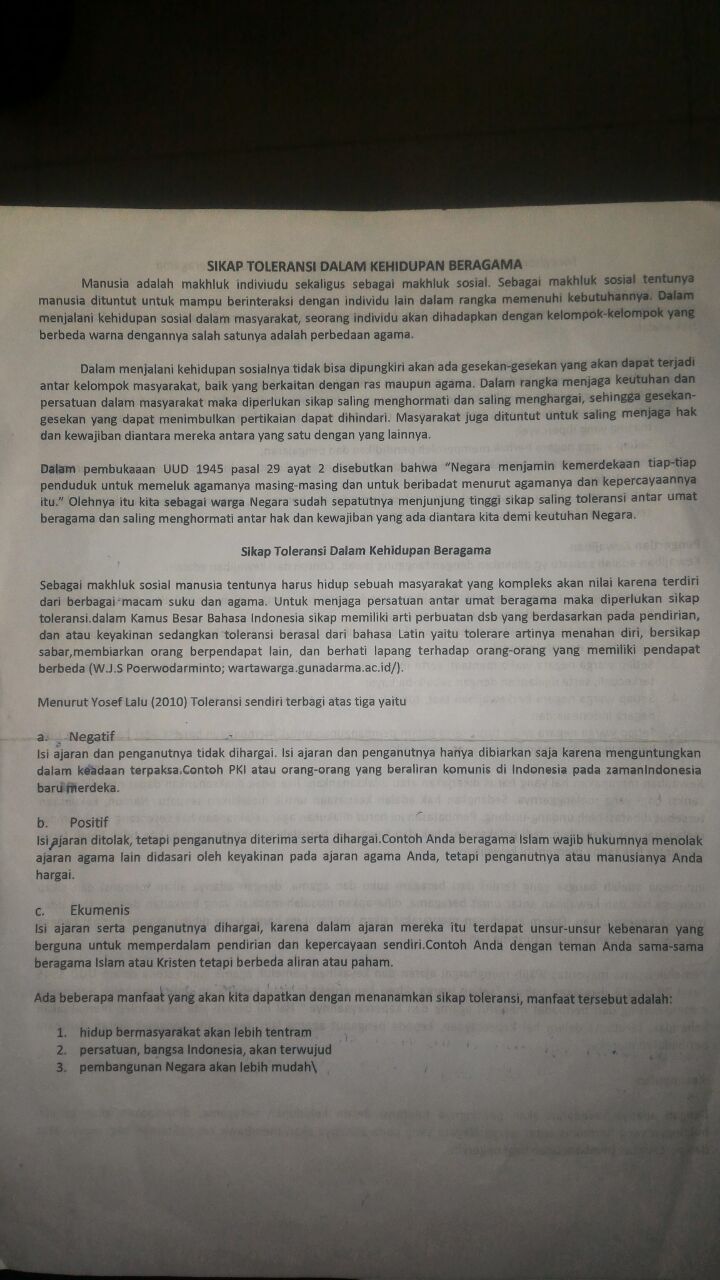 SIKAP TOLERANSI DALAM KEHIDUPAN BERAGAMA
Manusia adalah makhluk indiviudu sekaligus sebagai makhluk sosial. Sebagai makhluk sosial tentunya
manusia dituntut untuk mampu berinteraksi dengan individu lain dalam rangka memenuhi kebutuhannya. Dalam
menjalani kehidupan sosial dalam masyarakat, seorang individu akan dihadapkan dengan kelompok-kelompok yang
berbeda warna dengannya salah satunya adalah perbedaan agama.
Dalam menjalani kehidupan sosialnya tidak bisa dipungkiri akan ada gesekan-gesekan yang akan dapat terjadi
antar kelompok masyarakat, baik yang berkaitan dengan ras maupun agama. Dalam rangka menjaga keutuhan dan
persatuan dalam masyarakat maka diperlukan sikap saling menghormati dan saling menghargai, sehingga gesekan-
gesekan yang dapat menimbulkan pertikaian dapat dihindari. Masyarakat juga dituntut untuk saling menjaga hak
dan kewajiban diantara mereka antara yang satu dengan yang lainnya.
Dalam pembukaaan UUD 1945 pasal 29 ayat 2 disebutkan bahwa “Negara menjamin kemerdekaan tiap-tiap
penduduk untuk memeluk agamanya masing-masing dan untuk beribadat menurut agamanya dan kepercayaannya
itu.” Olehnya itu kita sebagai warga Negara sudah sepatutnya menjunjung tinggi sikap saling toleransi antar umat
beragama dan saling menghormati antar hak dan kewajiban yang ada diantara kita demi keutuhan Negara.
Sikap Toleransi Dalam Kehidupan Beragama
Sebagai makhluk sosial manusia tentunya harus hidup sebuah masyarakat yang kompleks akan nilai karena terdiri
dari berbagai macam suku dan agama. Untuk menjaga persatuan antar umat beragama maka diperlukan sikap
toleransi.dalam Kamus Besar Bahasa Indonesia sikap memiliki arti perbuatan dsb yang berdasarkan pada pendirian,
dan atau keyakinan sedangkan toleransi berasal dari bahasa Latin yaitu tolerare artinya menahan diri, bersikap
sabar,membiarkan orang berpendapat lain, dan berhati lapang terhadap orang-orang yang memiliki pendapat
berbeda (W.J.S Poerwodarminto; wartawarga.gunadarma.ac.id/).
Menurut Yosef Lalu (2010) Toleransi sendiri terbagi atas tiga yaitu
a. Negatif
Isi ajaran dan penganutnya tidak dihargai. Isi ajaran dan penganutnya hanya dibiarkan saja karena menguntungkan
dalam keadaan terpaksa.Contoh PKI atau orang-orang yang beraliran komunis di Indonesia pada zamanIndonesia
baru merdeka.
b. Positif
Isi ajaran ditolak, tetapi penganutnya diterima serta dihargai.Contoh Anda beragama Islam wajib hukumnya menolak
ajaran agama lain didasari oleh keyakinan pada ajaran agama Anda, tetapi penganutnya atau manusianya Anda
hargai.
c. Ekumenis
Isi ajaran serta penganutnya dihargai, karena dalam ajaran mereka itu terdapat unsur-unsur kebenaran yang
berguna untuk memperdalam pendirian dan kepercayaan sendiri.Contoh Anda dengan teman Anda sama-sama
beragama Islam atau Kristen tetapi berbeda aliran atau paham.
Ada beberapa manfaat yang akan kita dapatkan dengan menanamkan sikap toleransi, manfaat tersebut adalah:
1. hidup bermasyarakat akan lebih tentram
2. persatuan, bangsa Indonesia, akan terwujud
3. pembangunan Negara akan lebih mudah\